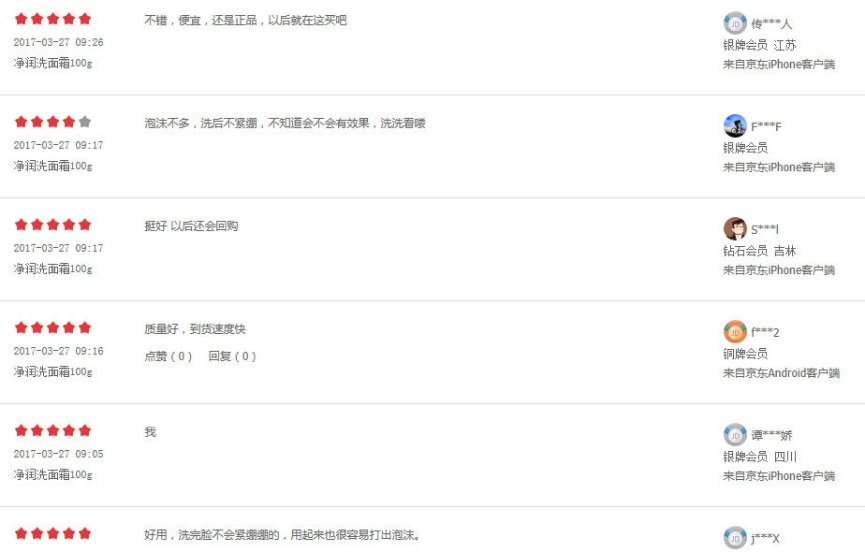 不错，便宜，还是正品，以后就在这买吧
传***人
2017-03-27 09:26
银牌会员 江苏
净润洗面霜100g
来自京东iPhone客户端
泡沫不多，洗后不紧绷，不知道会不会有效果，洗洗看喽
F***F
2017-03-27 09:17
银牌会员
净润洗面霜100g
来自京东iPhone客户端
挺好 以后还会回购
S***l
2017-03-27 09:17
钻石会员 吉林
净润洗面霜100g
来自京东iPhone客户端
质量好，到货速度快
f***2
2017-03-27 09:16
点赞（0） 回复（0）
铜牌会员
净润洗面霜100g
来自京东Android客户端
我
谭***娇
2017-03-27 09:05
银牌会员 四川
净润洗面霜100g
来自京东iPhone客户端
好用，洗完脸不会紧绷绷的，用起来也很容易打出泡沫。
j***X